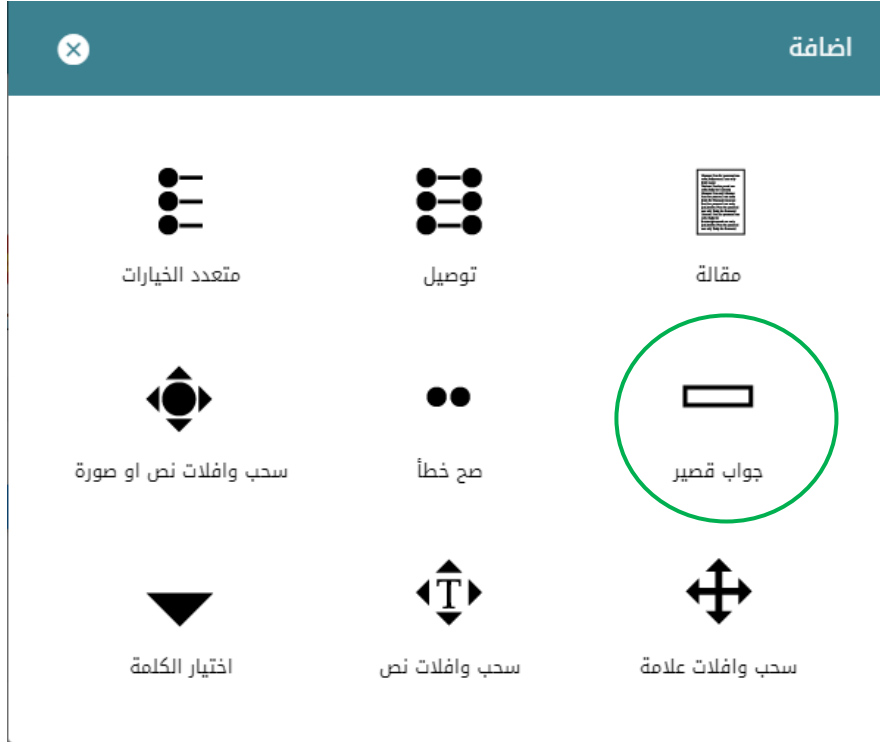 اضافة
مقالة
توصيل
متعدد الخيارات
جواب قصير
صح خطأ
سحب وافلات نص او صورة
سحب وافلات علامة
T
سحب وافلات نص
اختيار الكلمة